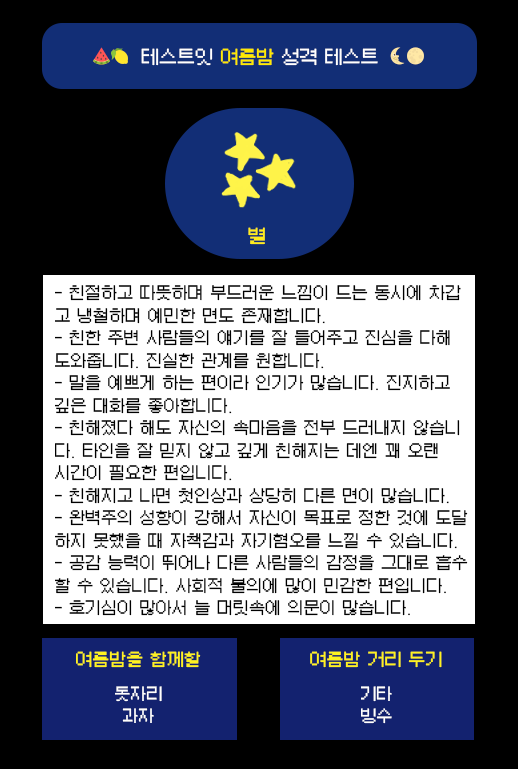 테스트잇 여름밤 성격 테스트
별
- 친절하고 따뜻하며 부드러운 느낌이 드는 동시에 차갑
고 냉철하며 예민한 면도 존재합니다.
- 친한 주변 사람들의 얘기를 잘 들어주고 진심을 다해
도와줍니다. 진실한 관계를 원합니다.
- 말을 예쁘게 하는 편이라 인기가 많습니다. 진지하고
깊은 대화를 좋아합니다.
- 친해졌다 해도 자신의 속마음을 전부 드러내지 않습니
다. 타인을 잘 믿지 않고 깊게 친해지는 데엔 꽤 오랜
시간이 필요한 편입니다.
- 친해지고 나면 첫인상과 상당히 다른 면이 많습니다.
- 완벽주의 성향이 강해서 자신이 목표로 정한 것에 도달
하지 못했을 때 자책감과 자기혐오를 느낄 수 있습니다.
- 공감 능력이 뛰어나 다른 사람들의 감정을 그대로 흡수
할 수 있습니다. 사회적 불의에 많이 민감한 편입니다.
- 호기심이 많아서 늘 머릿속에 의문이 많습니다.
여름밤을 함께할
돗자리
과자
여름밤 거리 두기
기타
빙수